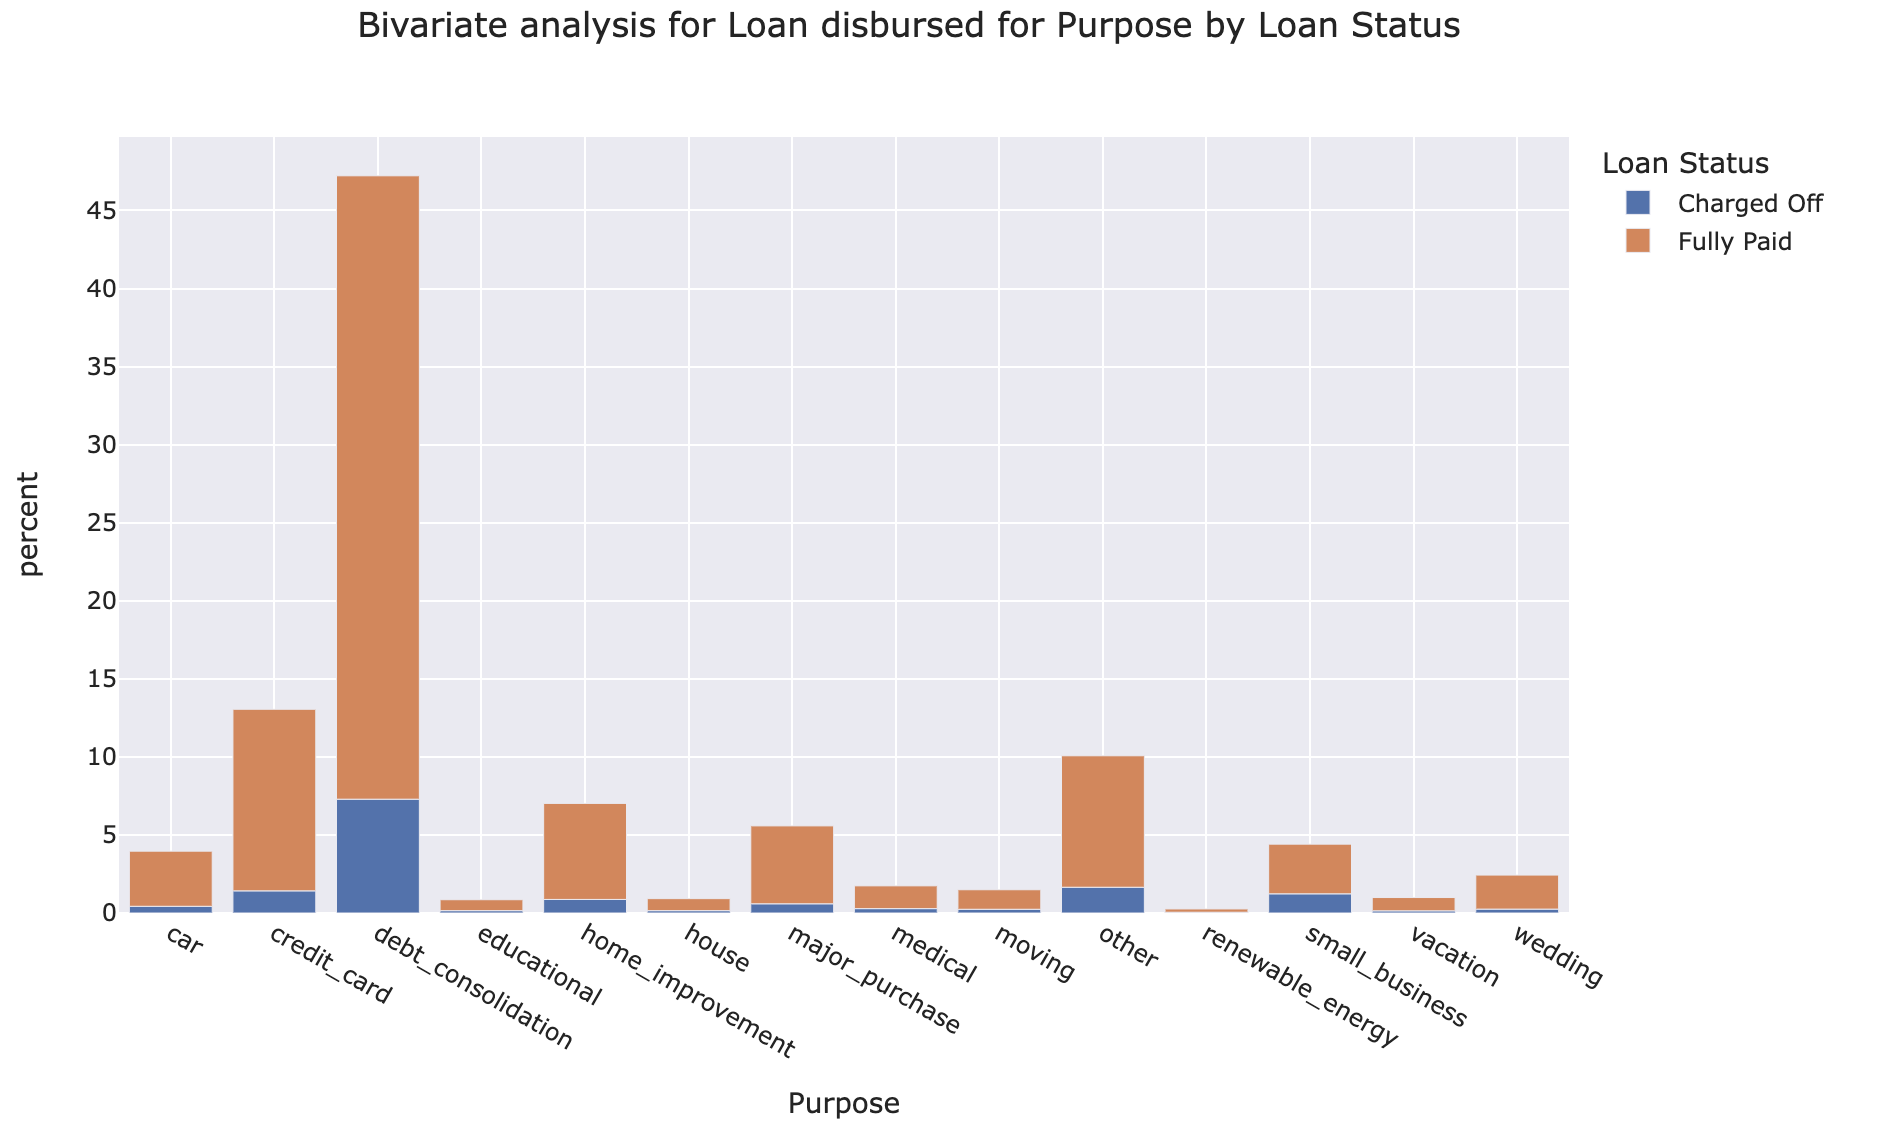 Bivariate analysis for Loan disbursed for Purpose by Loan Status
Loan Status
Charged Off
Fully Paid
percent
45
40
35
30
25
20
15
10
5
0
car
credit_card
debt_consolidation
educational
home_improvement
house
major_purchase
medical
moving
other
renewable_energy
small_business
vacation
wedding
Purpose